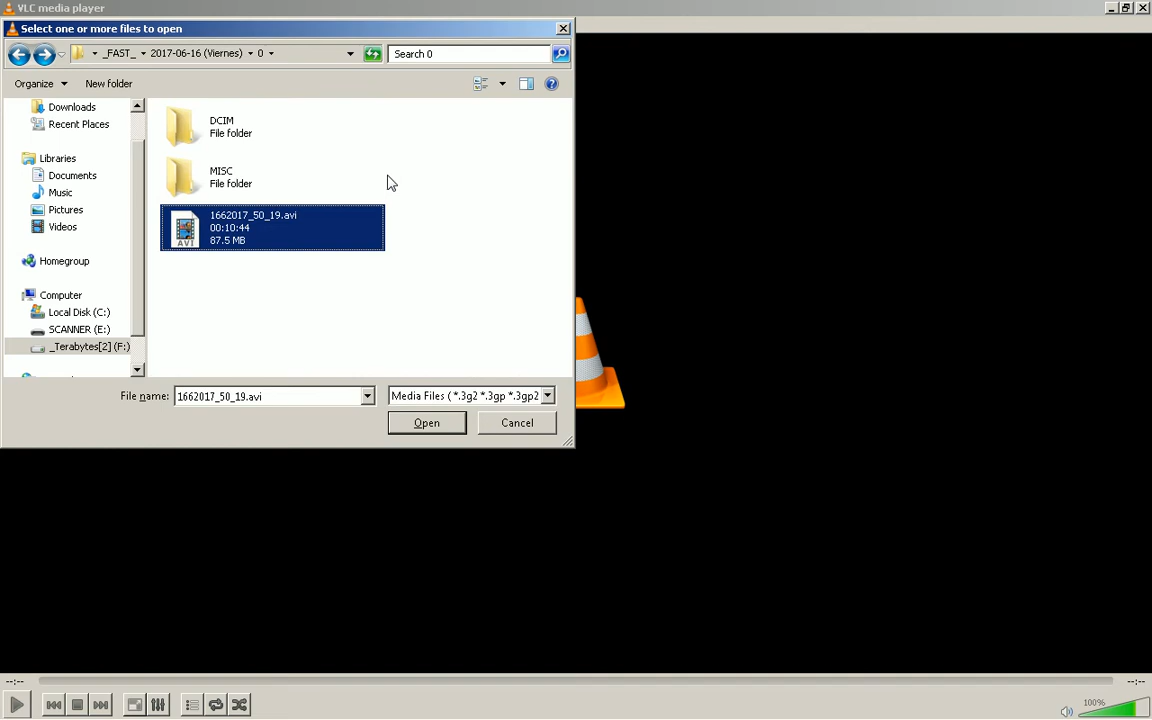 VLC media player
Select one or more files to open
_FAST_ 2017-06-16 (Viernes) 0
Search 0
Organize
New folder
Downloads
Recent Places
Libraries
Documents
Music
Pictures
Videos
Homegroup
Computer
Local Disk (C:)
SCANNER (E:)
_Terabytes[2] (F:)
DCIM
File folder
MISC
File folder
AVI
1662017_50_19.avi
00:10:44
87.5 MB
File name:
1662017_50_19.avi
Media Files ( *.3g2 *.3gp *.3gp2
Open
Cancel
--:--
--:--
100%